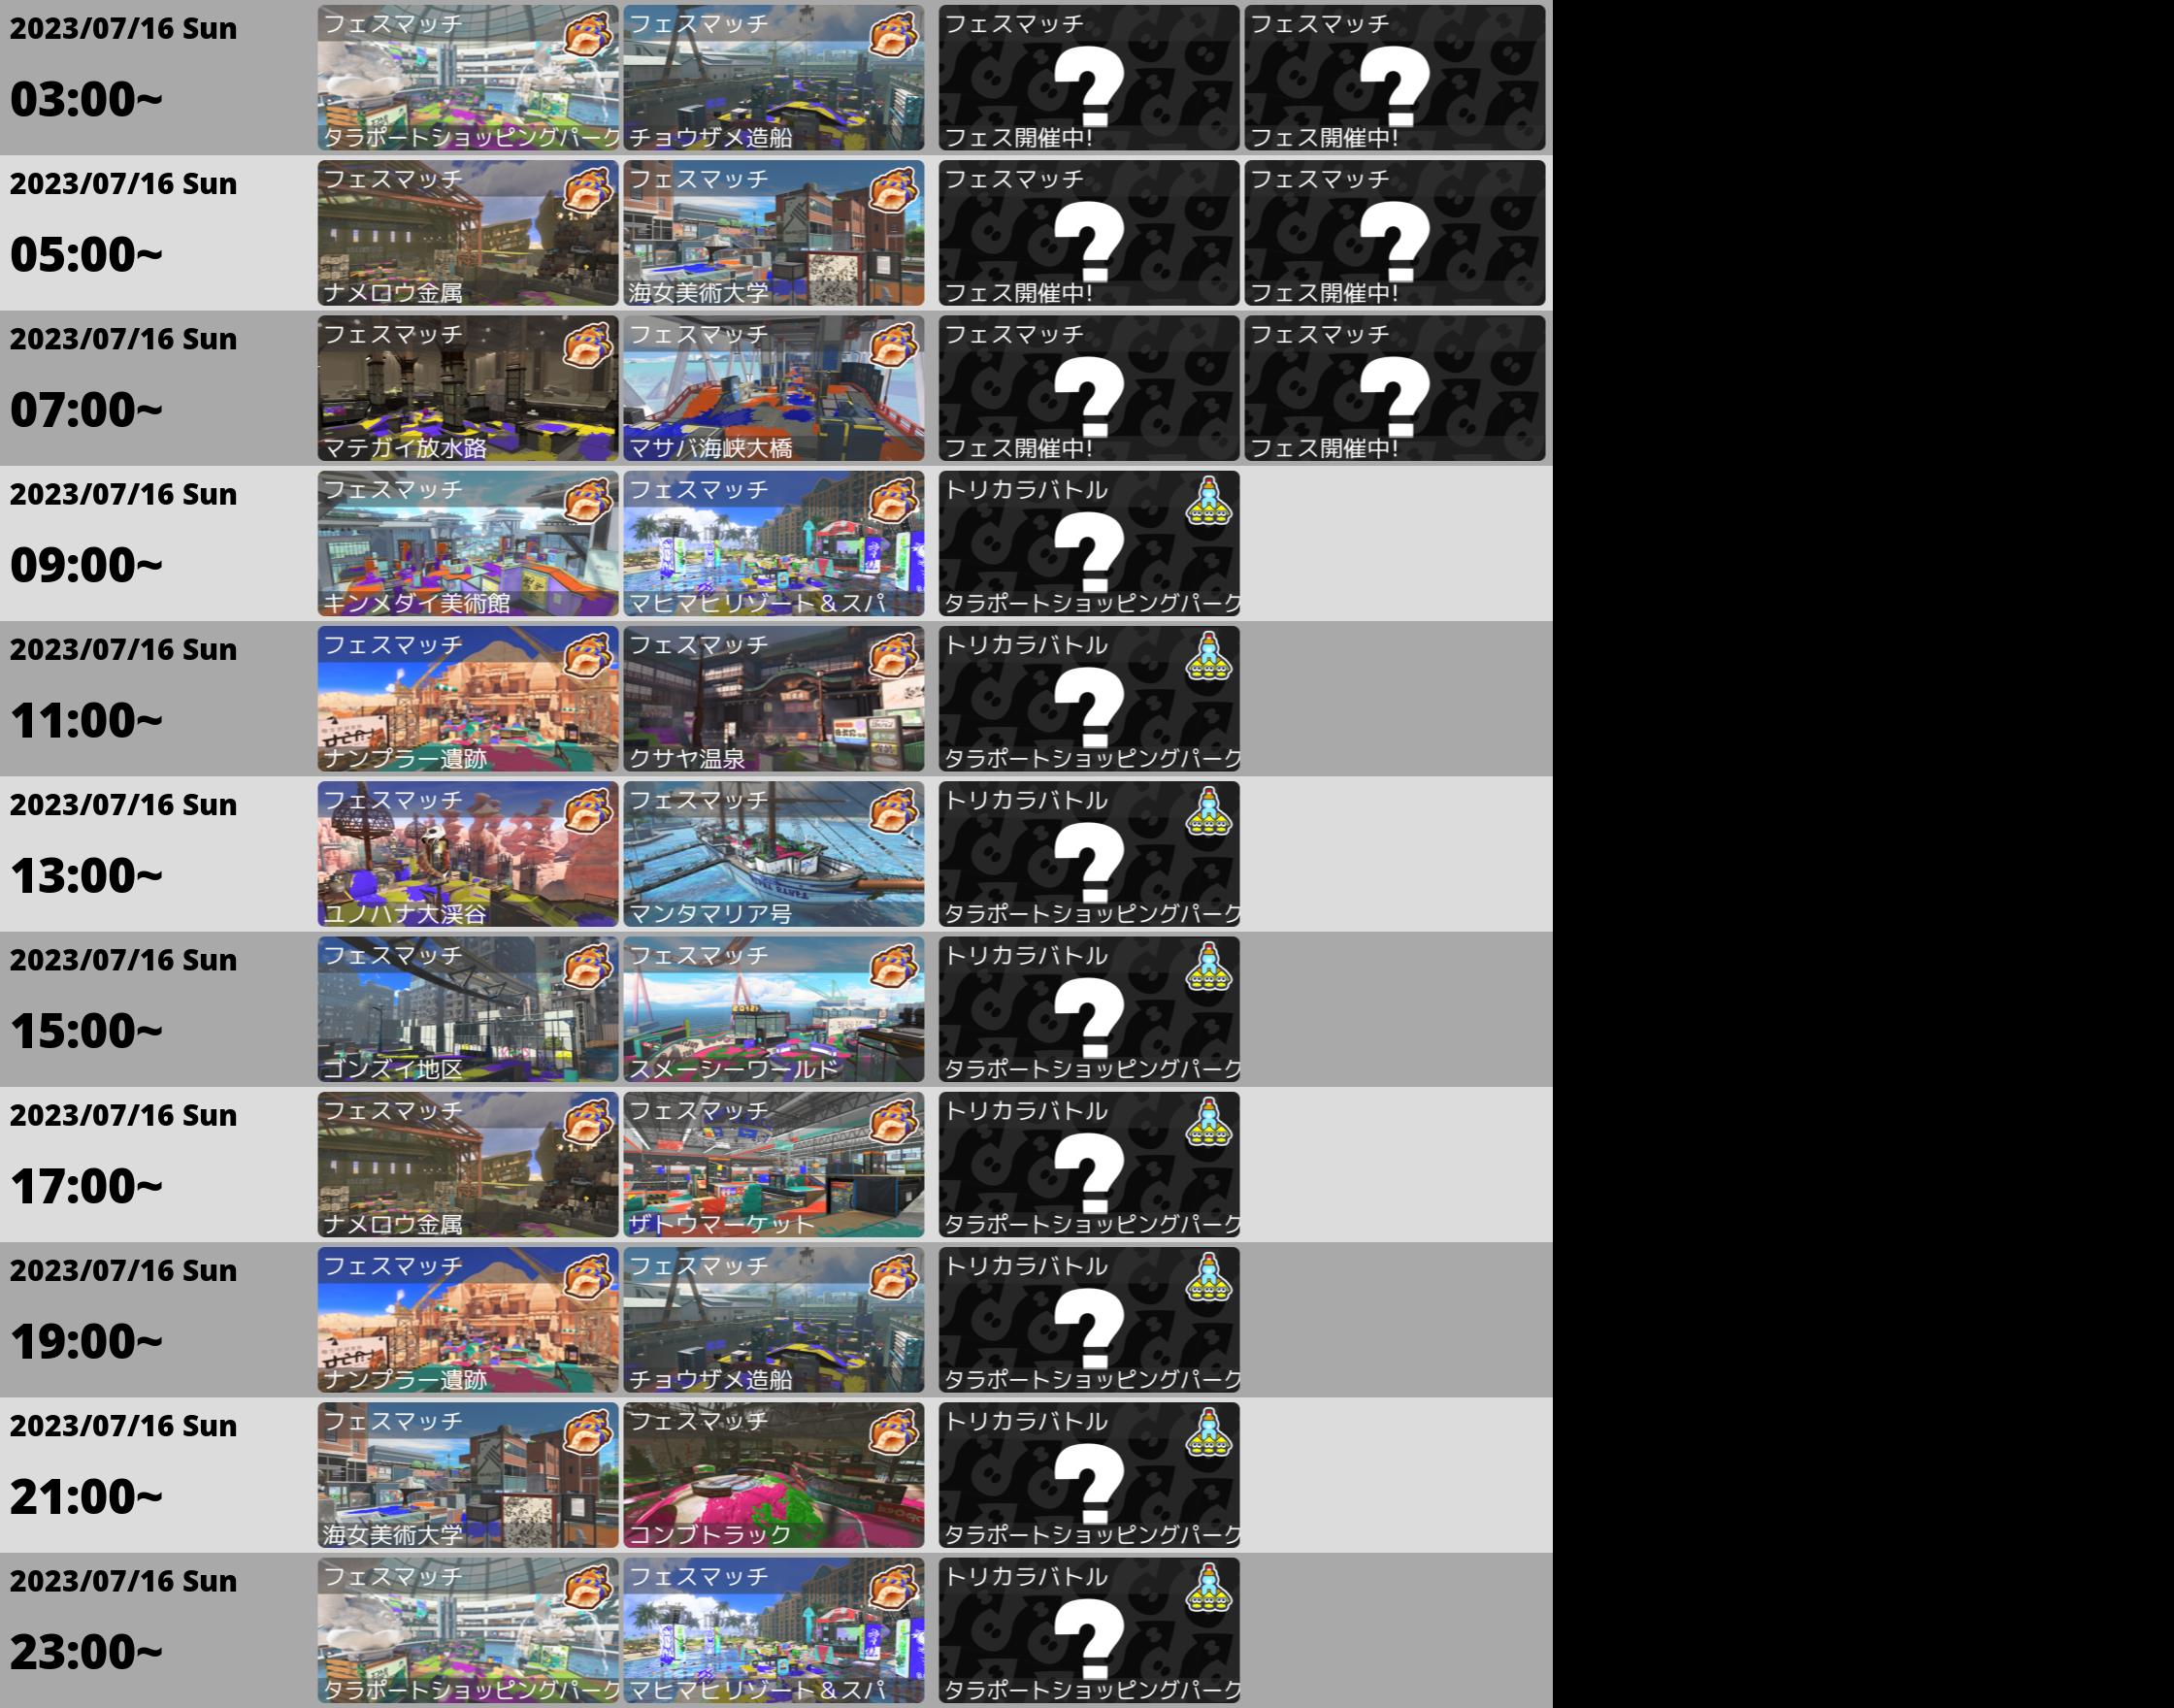 2023/07/16 Sun
03:00~
フェスマッチ
タラポートショッピングパーク
フェスマッチ
チョウザメ造船
フェスマッチ
?
フェス開催中!
フェスマッチ
?
フェス開催中!
2023/07/16 Sun
05:00~
フェスマッチ
ナメロウ金属
フェスマッチ
海女美術大学
フェスマッチ
?
フェス開催中!
フェスマッチ
?
フェス開催中!
2023/07/16 Sun
07:00~
フェスマッチ
マテガイ放水路
フェスマッチ
マサバ海峡大橋
フェスマッチ
?
フェス開催中!
フェスマッチ
?
フェス開催中!
2023/07/16 Sun
09:00~
フェスマッチ
キンメダイ美術館
フェスマッチ
マヒマヒリゾート＆スパ
トリカラバトル
?
タラポートショッピングパーク
2023/07/16 Sun
11:00~
フェスマッチ
ナンプラー遺跡
フェスマッチ
クサヤ温泉
トリカラバトル
?
タラポートショッピングパーク
2023/07/16 Sun
13:00~
フェスマッチ
ユノハナ大渓谷
フェスマッチ
マンタマリア号
トリカラバトル
?
タラポートショッピングパーク
2023/07/16 Sun
15:00~
フェスマッチ
ゴンズイ地区
フェスマッチ
スメーシーワールド
トリカラバトル
?
タラポートショッピングパーク
2023/07/16 Sun
17:00~
フェスマッチ
ナメロウ金属
フェスマッチ
ザトウマーケット
トリカラバトル
?
タラポートショッピングパーク
2023/07/16 Sun
19:00~
フェスマッチ
ナンプラー遺跡
フェスマッチ
チョウザメ造船
トリカラバトル
?
タラポートショッピングパーク
2023/07/16 Sun
21:00~
フェスマッチ
海女美術大学
フェスマッチ
コンブトラック
トリカラバトル
?
タラポートショッピングパーク
2023/07/16 Sun
23:00~
フェスマッチ
タラポートショッピングパーク
フェスマッチ
マヒマヒリゾート＆スパ
トリカラバトル
?
タラポートショッピングパーク